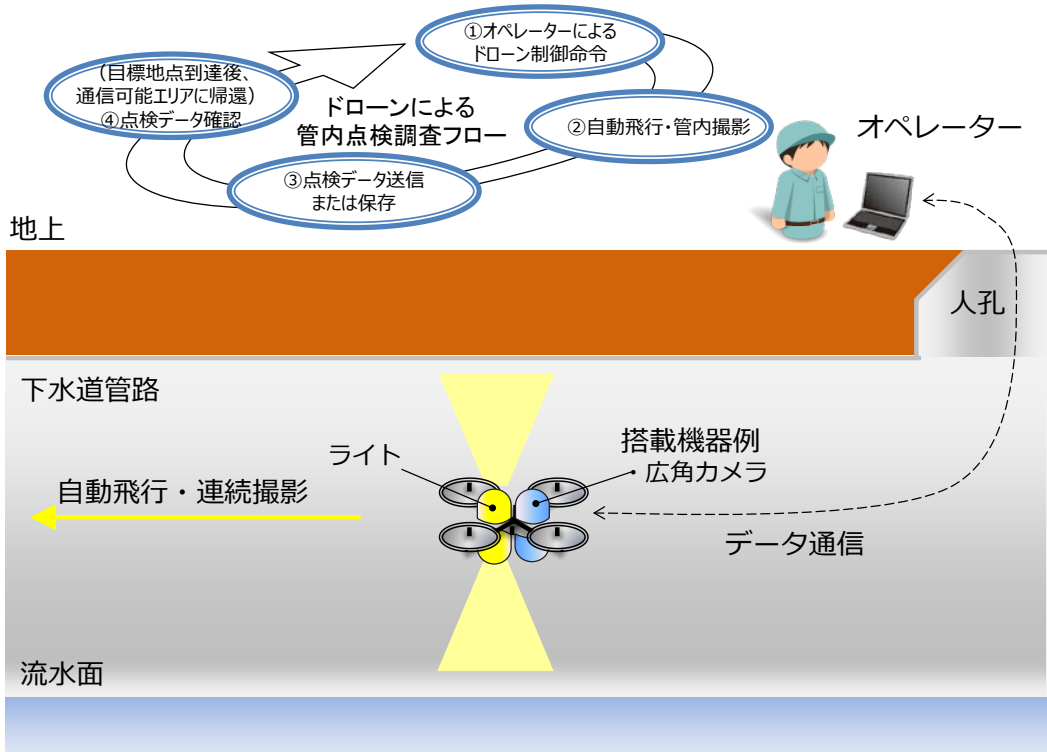 ①オペレーターによる
ドローン制御命令
（目標地点到達後、
通信可能エリアに帰還）
④点検データ確認
ドローンによる
管内点検調査フロー
②自動飛行・管内撮影
③点検データ送信
または保存
オペレーター
地上
人孔
下水道管路
ライト
搭載機器例
・広角カメラ
自動飛行・連続撮影
データ通信
流水面